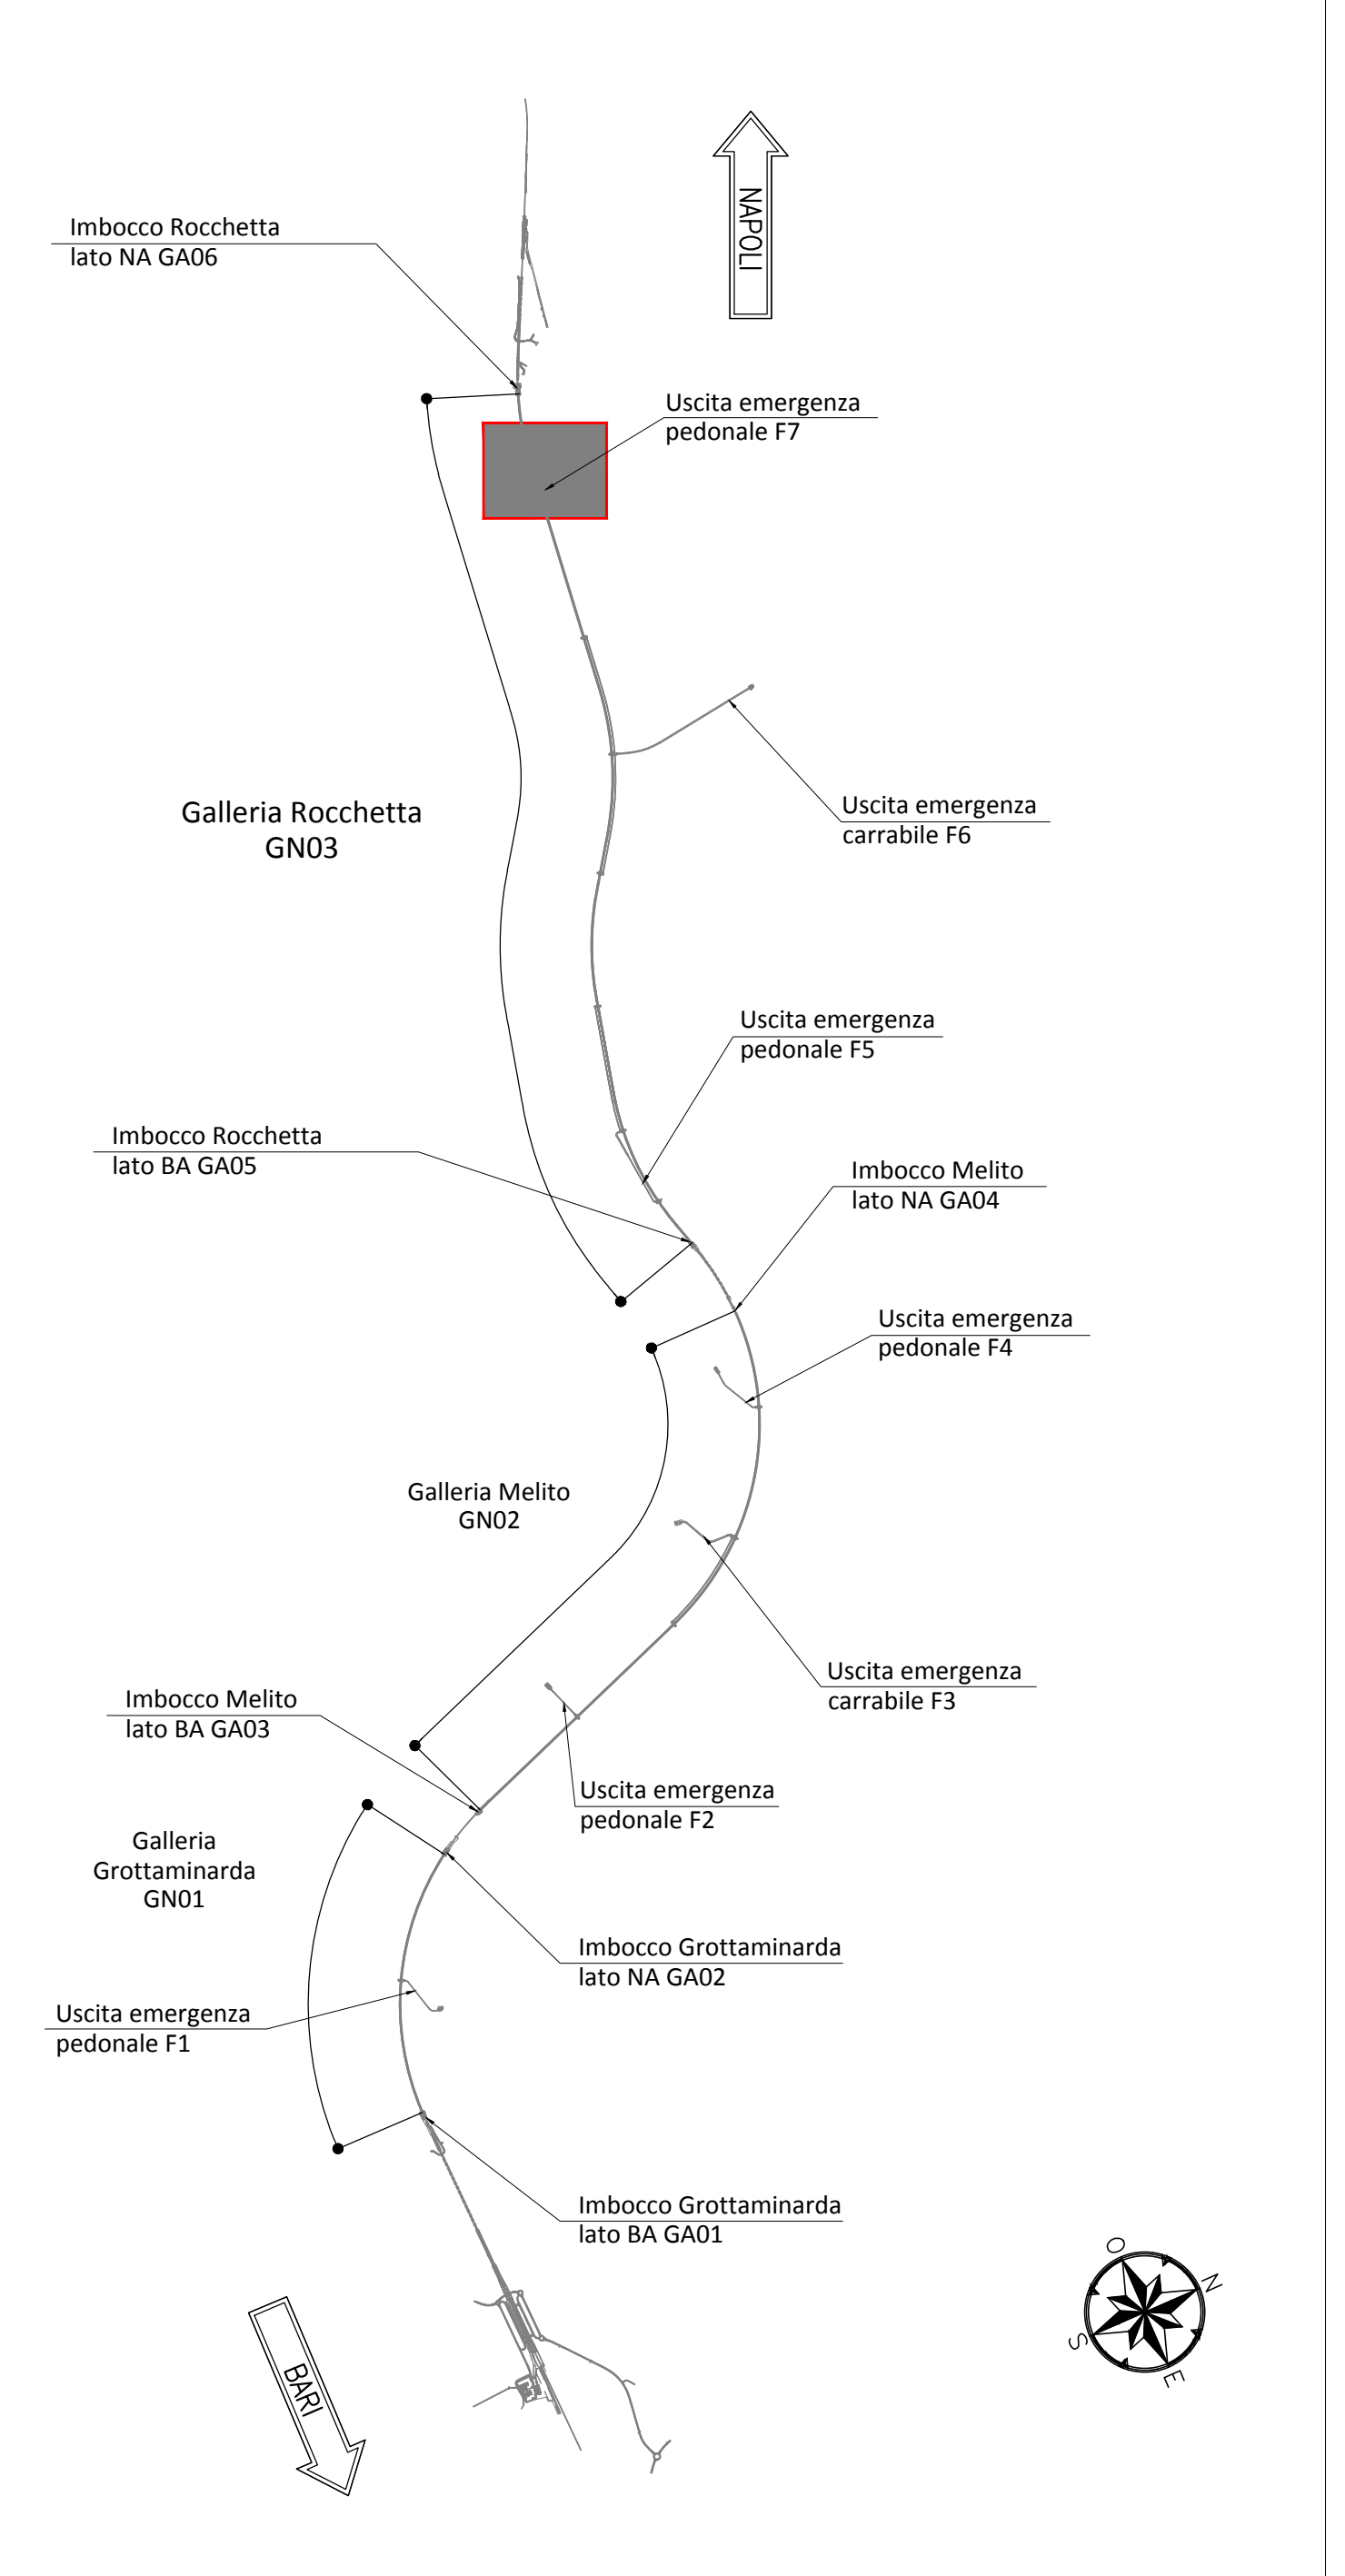 NAPOLI
Imbocco Rocchetta
lato NA GA06
Uscita emergenza
pedonale F7
Galleria Rocchetta
GN03
Uscita emergenza
carrabile F6
Uscita emergenza
pedonale F5
Imbocco Rocchetta
lato BA GA05
Imbocco Melito
lato NA GA04
Uscita emergenza
pedonale F4
Galleria Melito
GN02
Uscita emergenza
carrabile F3
Imbocco Melito
lato BA GA03
Uscita emergenza
pedonale F2
Galleria
Grottaminarda
GN01
Imbocco Grottaminarda
lato NA GA02
Uscita emergenza
pedonale F1
Imbocco Grottaminarda
lato BA GA01
O
N
S
E
BARI